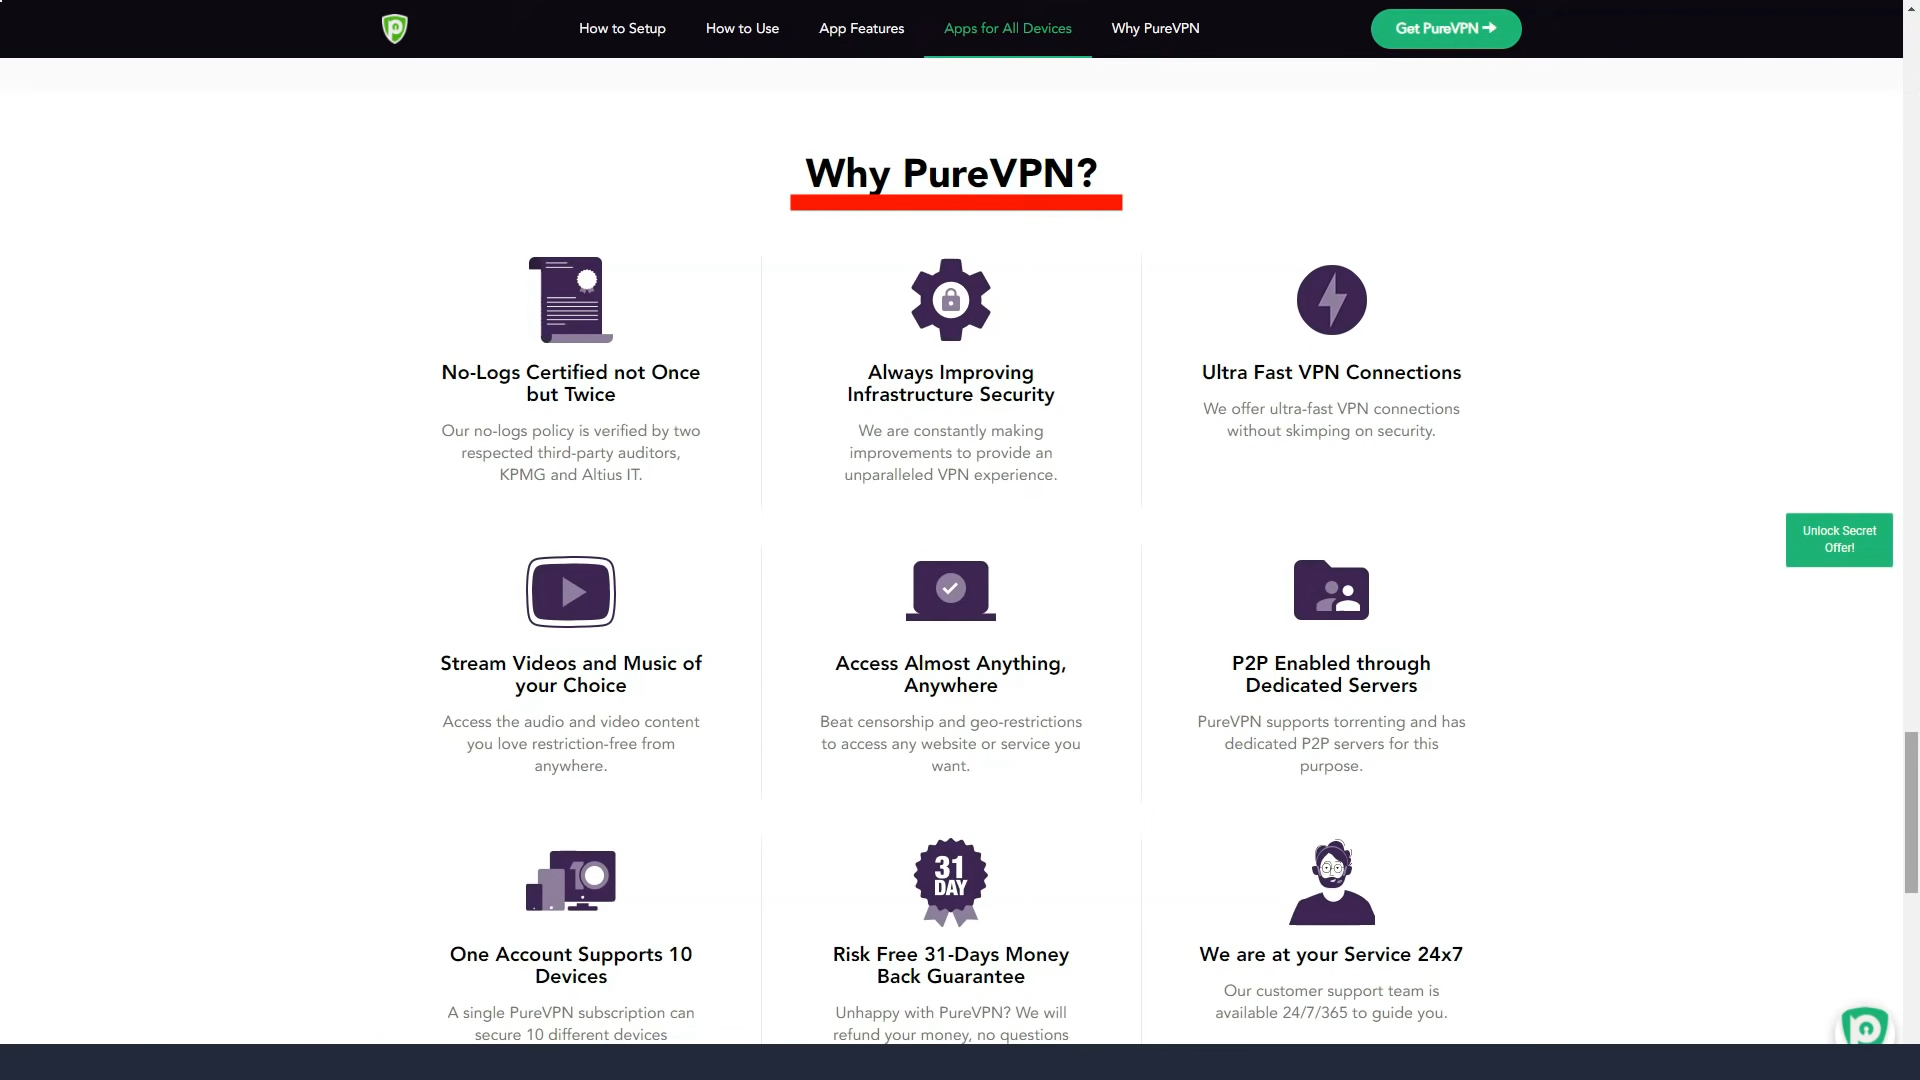 How to Setup
How to Use
App Features
Apps for All Devices
Why PureVPN
Get PureVPN ➔
Why PureVPN?
No-Logs Certified not Once
but Twice
Our no-logs policy is verified by two
respected third-party auditors,
KPMG and Altius IT.
Always Improving
Infrastructure Security
We are constantly making
improvements to provide an
unparalleled VPN experience.
Ultra Fast VPN Connections
We offer ultra-fast VPN connections
without skimping on security.
Unlock Secret
Offer!
Stream Videos and Music of
your Choice
Access the audio and video content
you love restriction-free from
anywhere.
Access Almost Anything,
Anywhere
Beat censorship and geo-restrictions
to access any website or service you
want.
P2P Enabled through
Dedicated Servers
PureVPN supports torrenting and has
dedicated P2P servers for this
purpose.
10
One Account Supports 10
Devices
A single PureVPN subscription can
secure 10 different devices
31
DAY
Risk Free 31-Days Money
Back Guarantee
Unhappy with PureVPN? We will
refund your money, no questions
We are at your Service 24x7
Our customer support team is
available 24/7/365 to guide you.